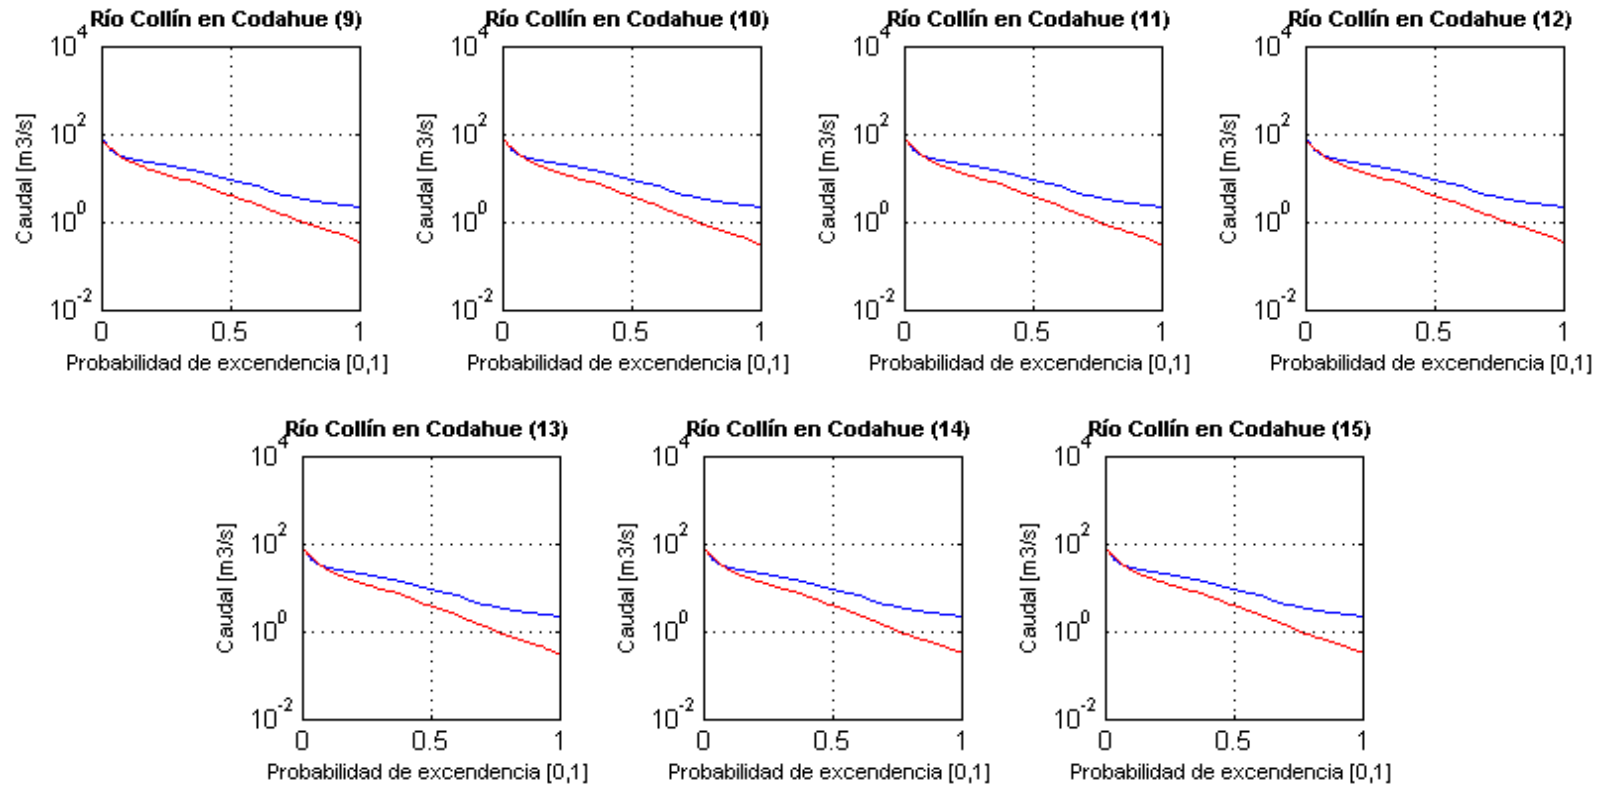 Río Collín en Codahue (9)
10^4
10^2
10^0
10^-2
Caudal [m3/s]
0 0.5 1
Probabilidad de excendencia [0,1]
Río Collín en Codahue (10)
10^4
10^2
10^0
10^-2
Caudal [m3/s]
0 0.5 1
Probabilidad de excendencia [0,1]
Río Collín en Codahue (11)
10^4
10^2
10^0
10^-2
Caudal [m3/s]
0 0.5 1
Probabilidad de excendencia [0,1]
Río Collín en Codahue (12)
10^4
10^2
10^0
10^-2
Caudal [m3/s]
0 0.5 1
Probabilidad de excendencia [0,1]
Río Collín en Codahue (13)
10^4
10^2
10^0
10^-2
Caudal [m3/s]
0 0.5 1
Probabilidad de excendencia [0,1]
Río Collín en Codahue (14)
10^4
10^2
10^0
10^-2
Caudal [m3/s]
0 0.5 1
Probabilidad de excendencia [0,1]
Río Collín en Codahue (15)
10^4
10^2
10^0
10^-2
Caudal [m3/s]
0 0.5 1
Probabilidad de excendencia [0,1]